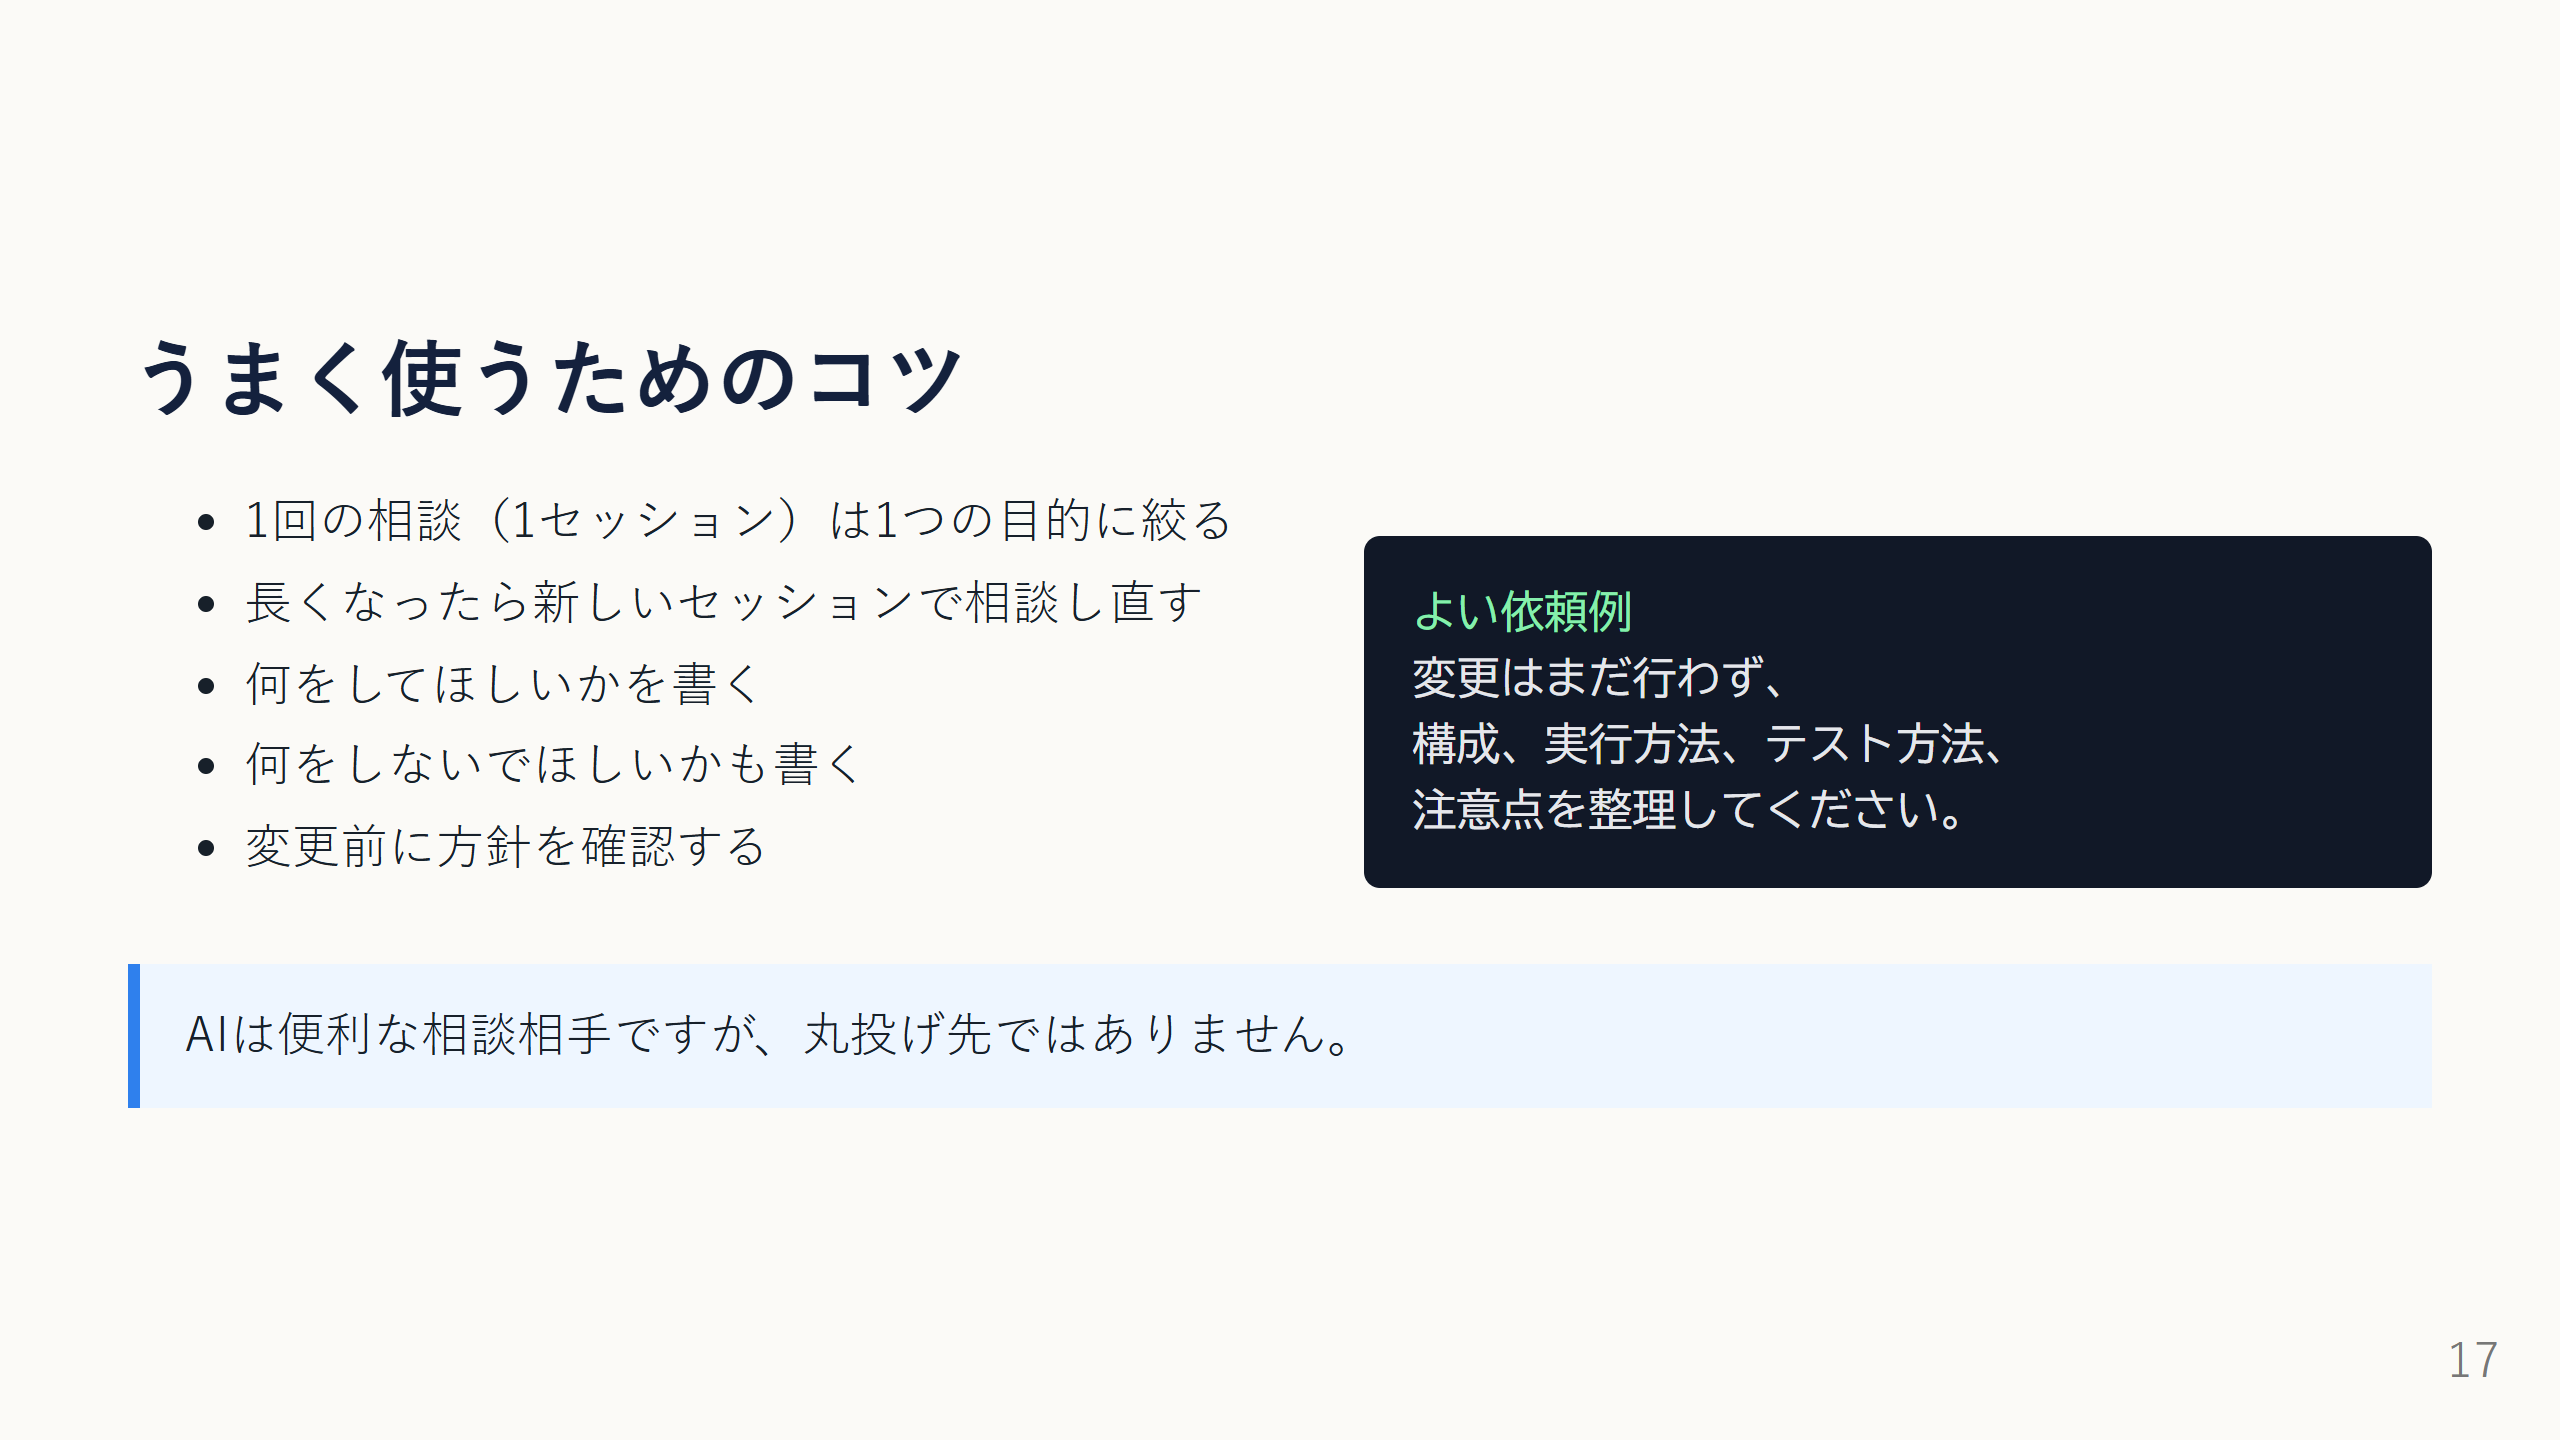 うまく使うためのコツ
1回の相談（1セッション）は1つの目的に絞る
長くなったら新しいセッションで相談し直す
何をしてほしいかを書く
何をしないでほしいかも書く
変更前に方針を確認する
よい依頼例
変更はまだ行わず、
構成、実行方法、テスト方法、
注意点を整理してください。
AIは便利な相談相手ですが、丸投げ先ではありません。
17